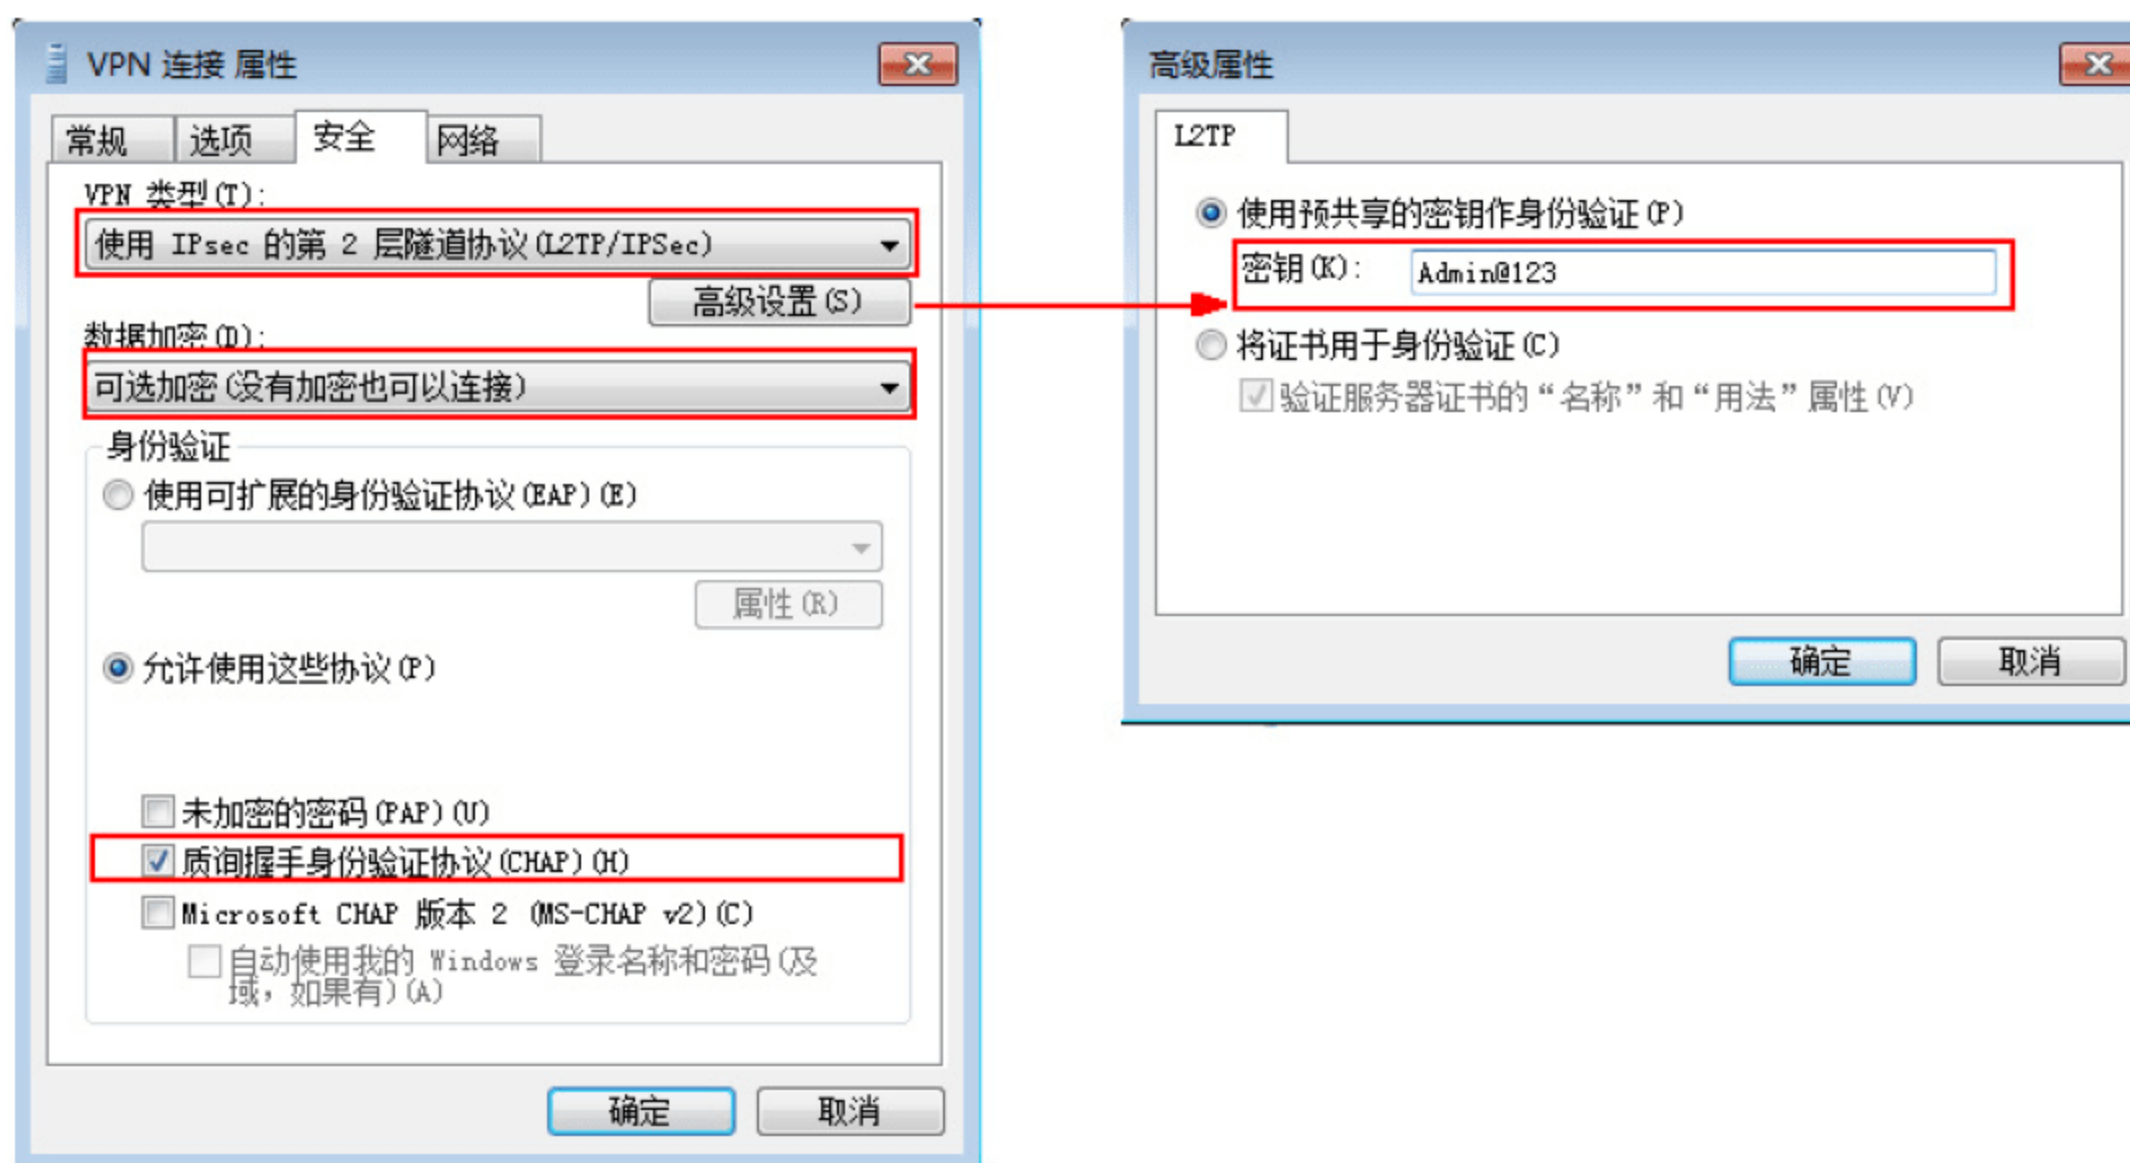 VPN 连接 属性
常规
选项
安全
网络
VPN 类型(T):
使用 IPsec 的第 2 层隧道协议(L2TP/IPSec)
高级设置(S)
数据加密(D):
可选加密(没有加密也可以连接)
身份验证
使用可扩展的身份验证协议(EAP)(E)
属性(R)
允许使用这些协议(P)
未加密的密码(PAP)(U)
质询握手身份验证协议(CHAP)(H)
Microsoft CHAP 版本 2 (MS-CHAP v2)(C)
自动使用我的 Windows 登录名称和密码(及
域，如果有)(A)
确定
取消
高级属性
L2TP
使用预共享的密钥作身份验证(P)
密钥(K):
Admin@123
将证书用于身份验证(C)
验证服务器证书的“名称”和“用法”属性(V)
确定
取消